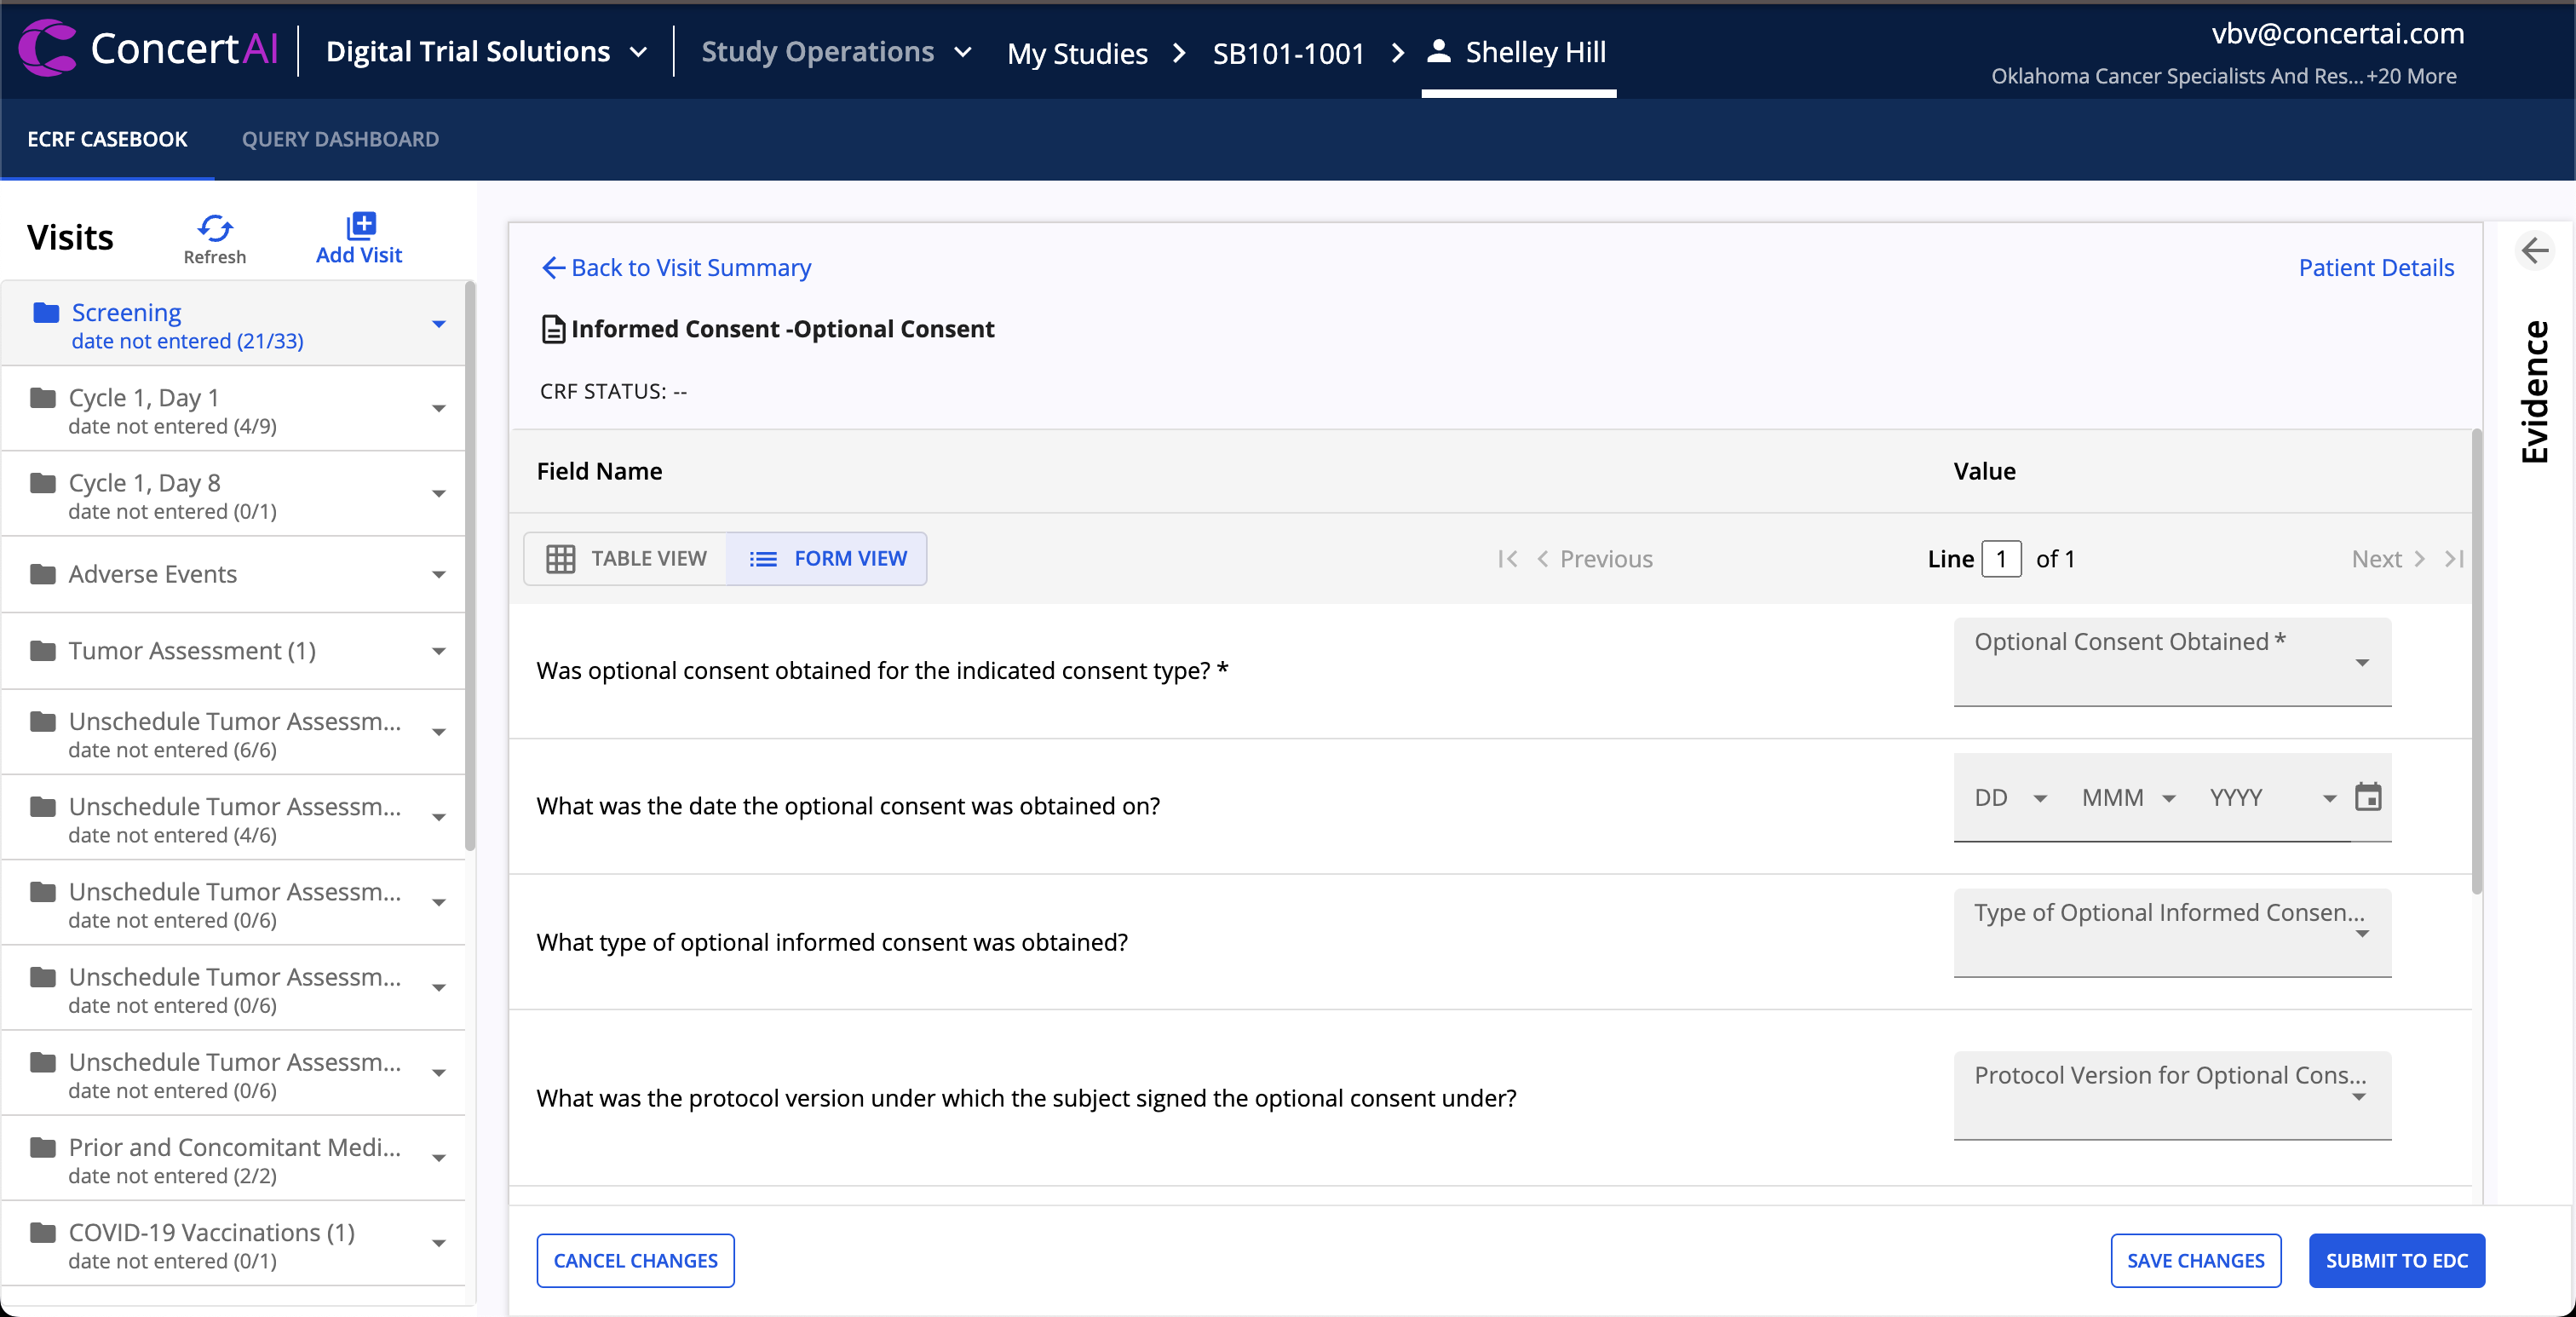 ConcertAI
Digital Trial Solutions
Study Operations
My Studies
SB101-1001
Shelley Hill
vbv@concertai.com
Oklahoma Cancer Specialists And Res...+20 More
ECRF CASEBOOK
QUERY DASHBOARD
Visits
Refresh
Add Visit
Screening
date not entered (21/33)
Cycle 1, Day 1
date not entered (4/9)
Cycle 1, Day 8
date not entered (0/1)
Adverse Events
Tumor Assessment (1)
Unschedule Tumor Assessm...
date not entered (6/6)
Unschedule Tumor Assessm...
date not entered (4/6)
Unschedule Tumor Assessm...
date not entered (0/6)
Unschedule Tumor Assessm...
date not entered (0/6)
Unschedule Tumor Assessm...
date not entered (0/6)
Prior and Concomitant Medi...
date not entered (2/2)
COVID-19 Vaccinations (1)
date not entered (0/1)
Back to Visit Summary
Patient Details
Informed Consent -Optional Consent
CRF STATUS: --
Field Name
Value
TABLE VIEW
FORM VIEW
Previous
Line 1 of 1
Next
Was optional consent obtained for the indicated consent type? *
Optional Consent Obtained *
What was the date the optional consent was obtained on?
DD MMM YYYY
What type of optional informed consent was obtained?
Type of Optional Informed Consen...
What was the protocol version under which the subject signed the optional consent under?
Protocol Version for Optional Cons...
CANCEL CHANGES
SAVE CHANGES
SUBMIT TO EDC
Evidence